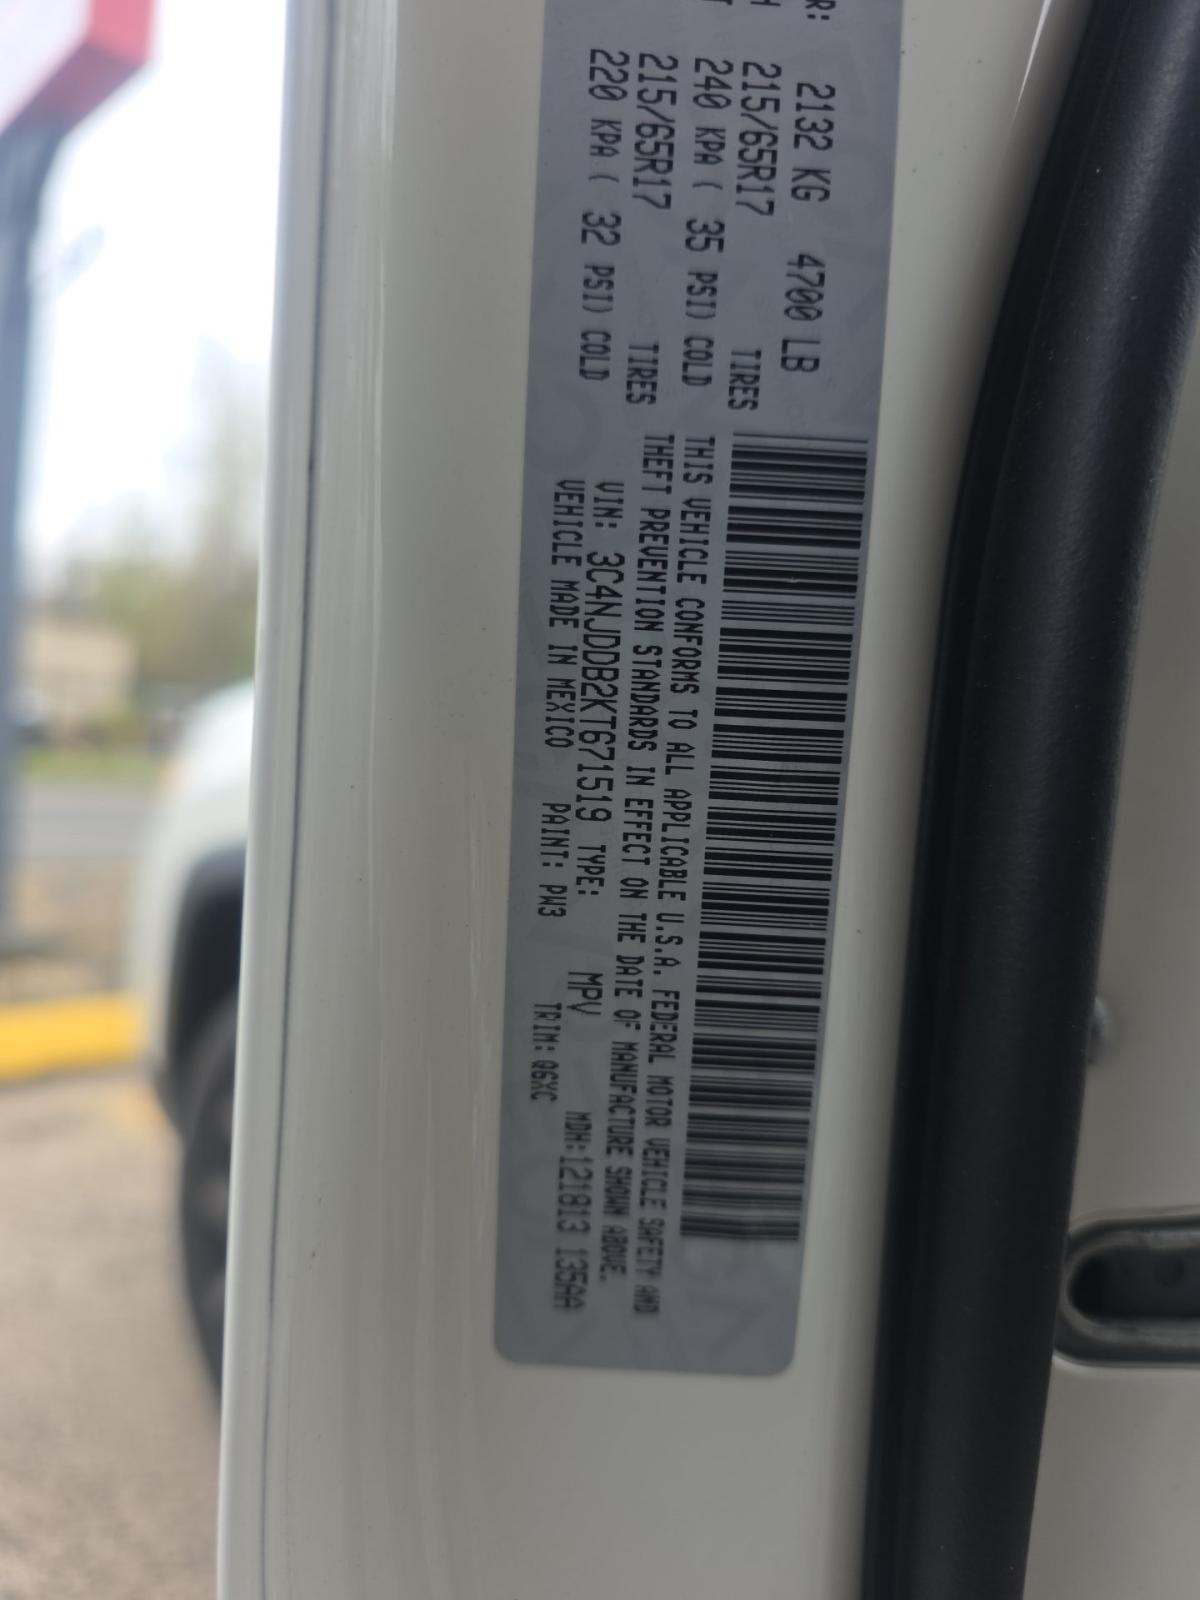 R: 2132 KG 4700 LB
215/65R17 TIRES
240 KPA ( 35 PSI) COLD
215/65R17 TIRES
220 KPA ( 32 PSI) COLD
THIS VEHICLE CONFORMS TO ALL APPLICABLE U.S.A. FEDERAL MOTOR VEHICLE SAFETY AND
THEFT PREVENTION STANDARDS IN EFFECT ON THE DATE OF MANUFACTURE SHOWN ABOVE.
VIN: 3C4NJDDB2KT671519 TYPE: MPV MDH:121813 135AA
VEHICLE MADE IN MEXICO PAINT: PW3 TRIM: Q6XC